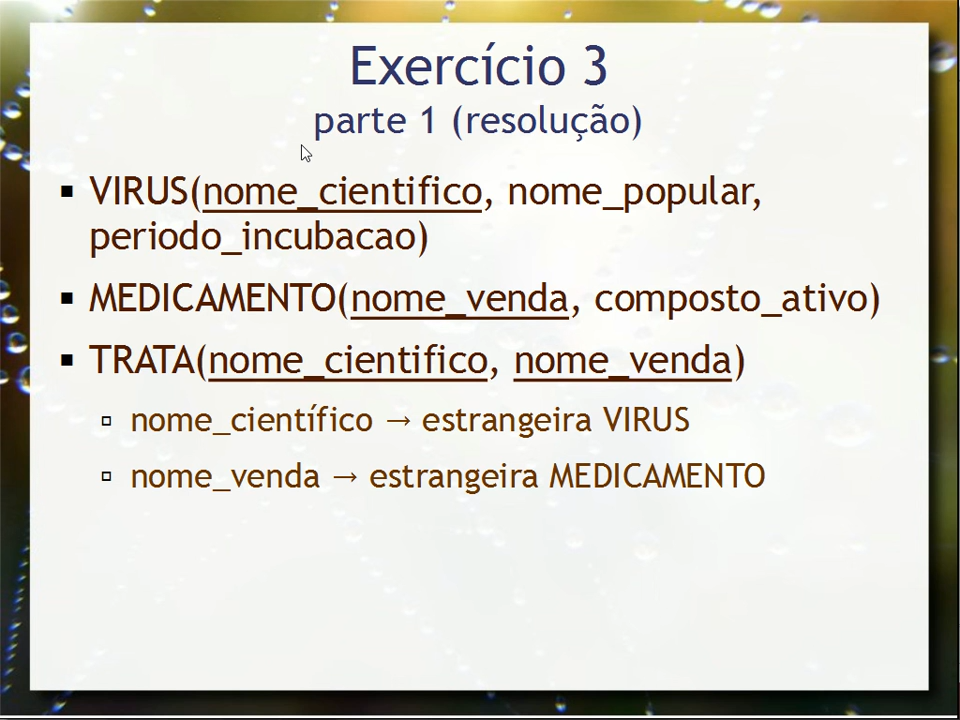 Exercício 3
parte 1 (resolução)
VIRUS(nome_cientifico, nome_popular,
periodo_incubacao)
MEDICAMENTO(nome_venda, composto_ativo)
TRATA(nome_cientifico, nome_venda)
nome_científico → estrangeira VIRUS
nome_venda → estrangeira MEDICAMENTO